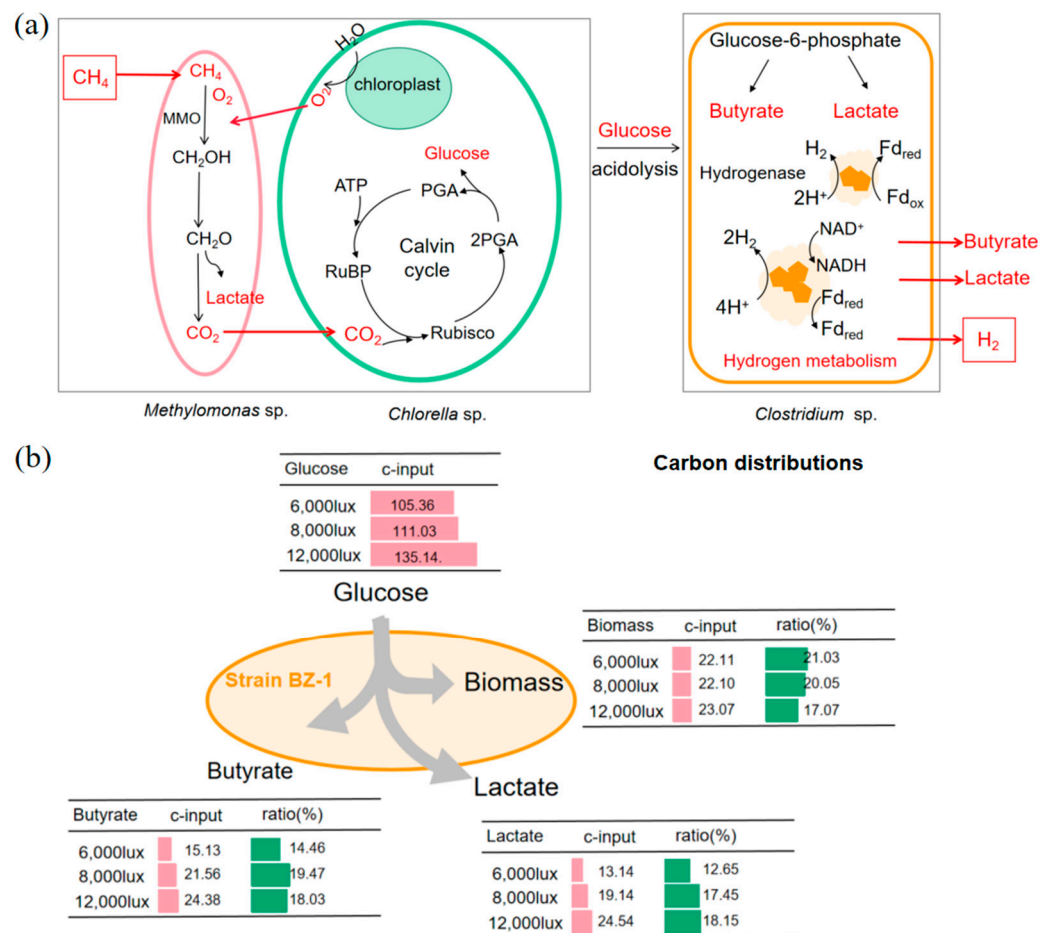 (a)
CH₄
CH₄
O₂
MMO
CH₂OH
CH₂O
Lactate
CO₂
Methylomonas sp.
H₂O
chloroplast
O₂
Glucose
ATP
PGA
Calvin
cycle
2PGA
RuBP
CO₂
Rubisco
Chlorella sp.
Glucose
acidolysis
Glucose-6-phosphate
Butyrate
Lactate
Hydrogenase
H₂
2H⁺
Fdred
Fdox
2H₂
4H⁺
NAD⁺
NADH
Fdred
Fdred
Hydrogen metabolism
Butyrate
Lactate
H₂
Clostridium sp.
(b)
Carbon distributions
Glucose c-input
6,000lux 105.36
8,000lux 111.03
12,000lux 135.14.
Glucose
Strain BZ-1
Biomass
Butyrate
Lactate
Biomass c-input ratio(%)
6,000lux 22.11 21.03
8,000lux 22.10 20.05
12,000lux 23.07 17.07
Butyrate c-input ratio(%)
6,000lux 15.13 14.46
8,000lux 21.56 19.47
12,000lux 24.38 18.03
Lactate c-input ratio(%)
6,000lux 13.14 12.65
8,000lux 19.14 17.45
12,000lux 24.54 18.15